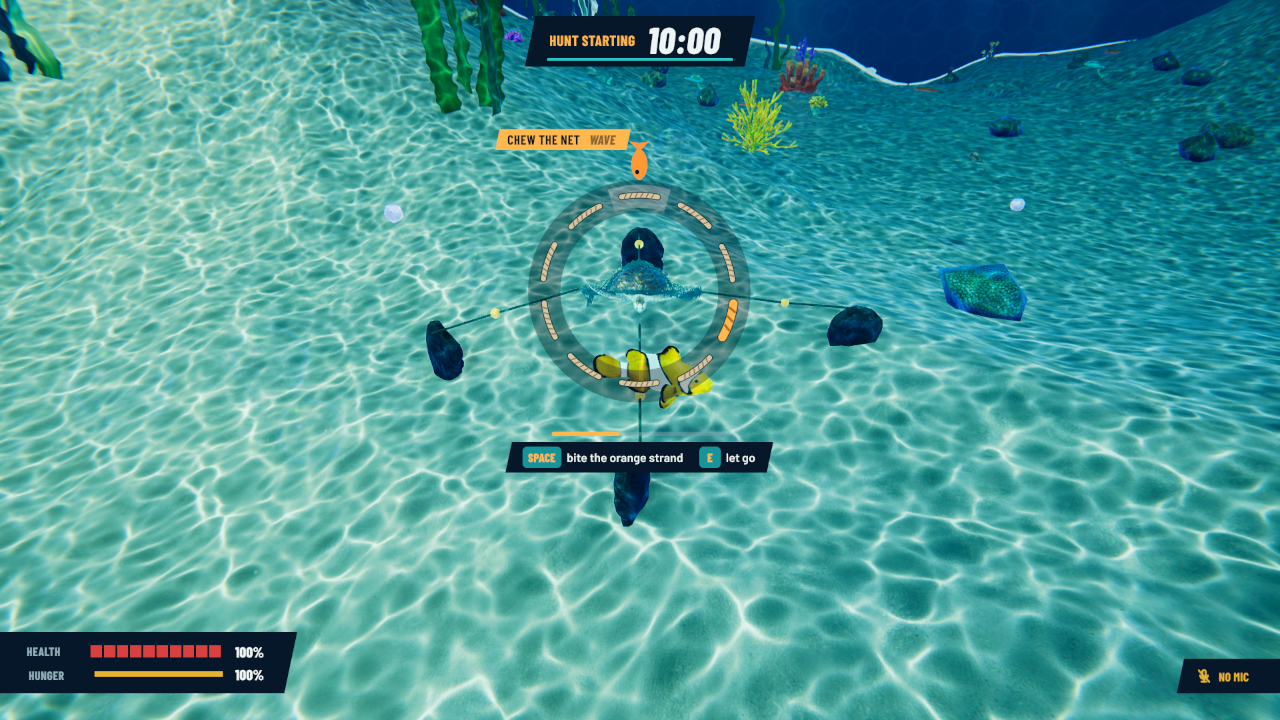 HUNT STARTING 10:00
CHEW THE NET WAVE
SPACE bite the orange strand E let go
HEALTH 100%
HUNGER 100%
NO MIC